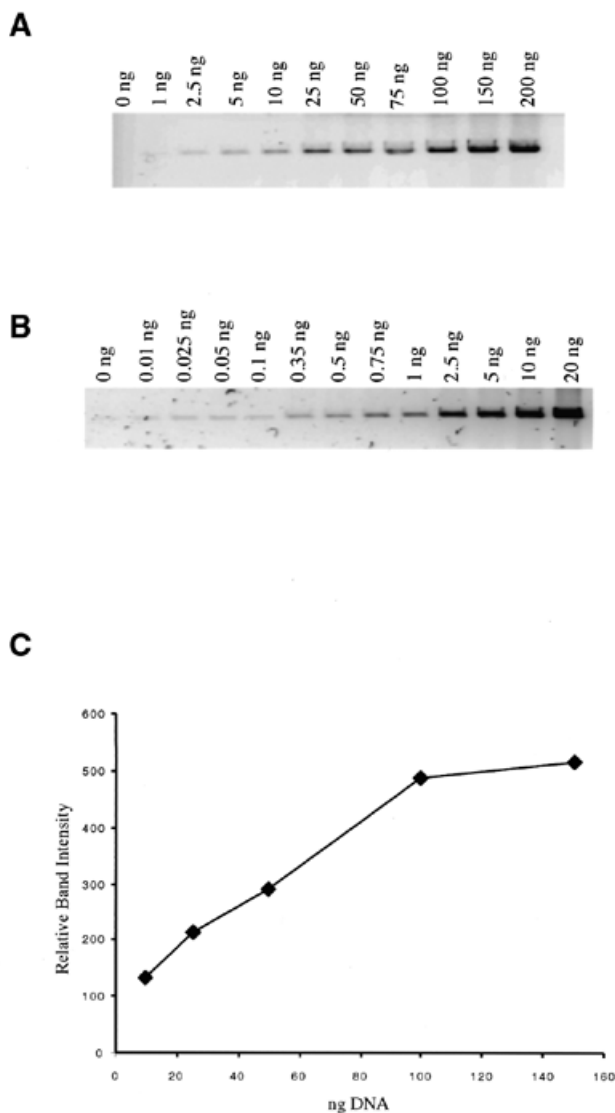 A
0 ng
1 ng
2.5 ng
5 ng
10 ng
25 ng
50 ng
75 ng
100 ng
150 ng
200 ng
B
0 ng
0.01 ng
0.025 ng
0.05 ng
0.1 ng
0.35 ng
0.5 ng
0.75 ng
1 ng
2.5 ng
5 ng
10 ng
20 ng
C
Relative Band Intensity
600
500
400
300
200
100
0
0 20 40 60 80 100 120 140 160
ng DNA